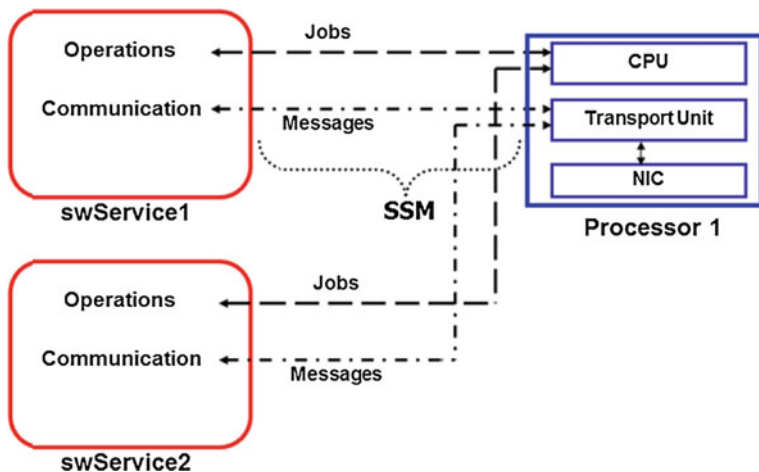 Operations
Jobs
CPU
Communication
Messages
Transport Unit
NIC
SSM
swService1
Processor 1
Operations
Jobs
Communication
Messages
swService2